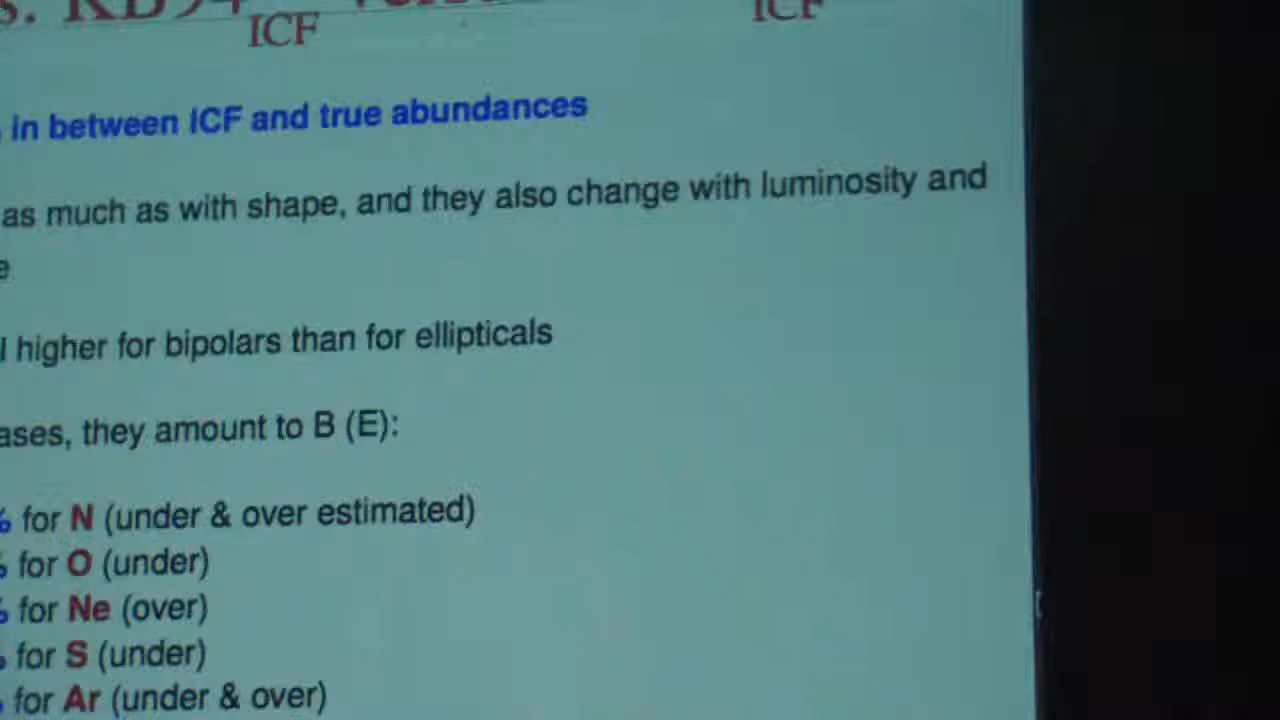 ICF ICF
in between ICF and true abundances
as much as with shape, and they also change with luminosity and
higher for bipolars than for ellipticals
they amount to B (E):
% for N (under & over estimated)
% for O (under)
% for Ne (over)
% for S (under)
for Ar (under & over)